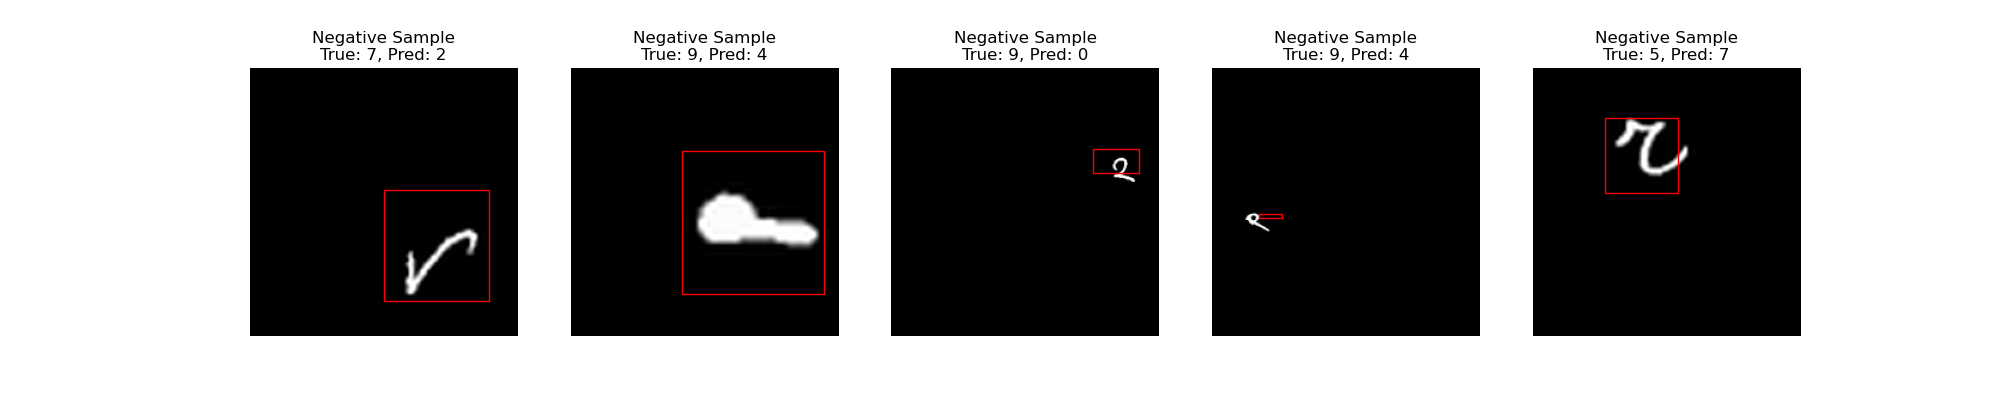 Negative Sample
True: 7, Pred: 2
Negative Sample
True: 9, Pred: 4
Negative Sample
True: 9, Pred: 0
Negative Sample
True: 9, Pred: 4
Negative Sample
True: 5, Pred: 7